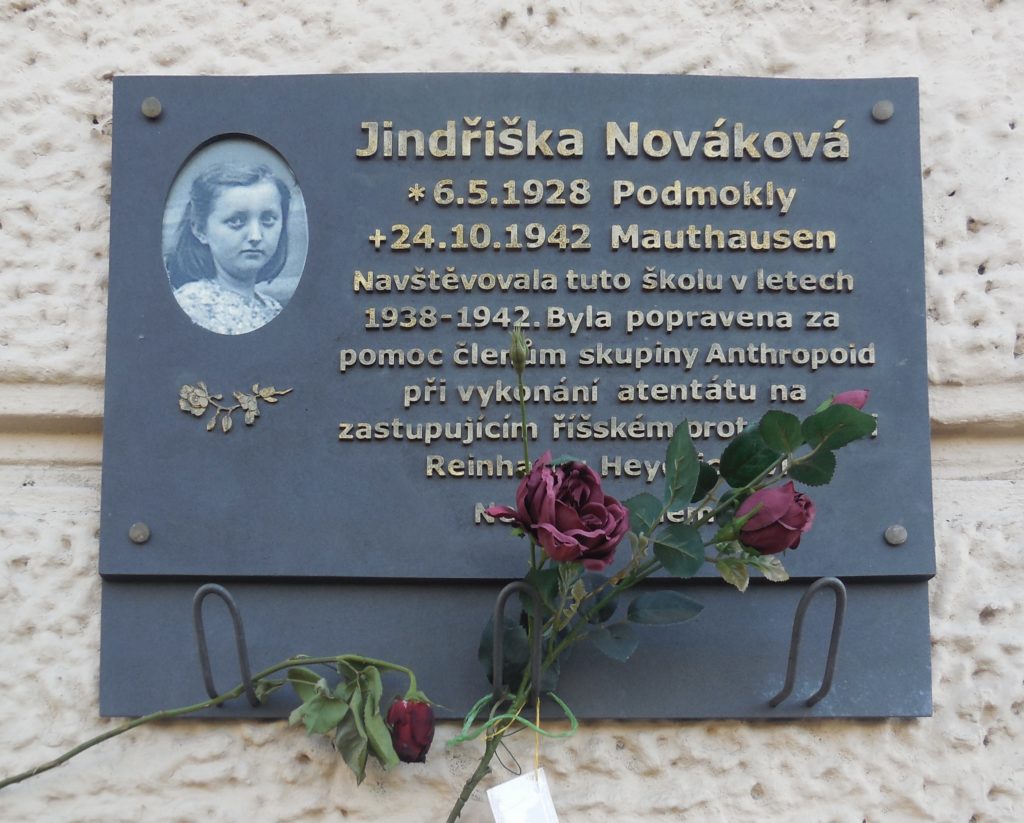 Jindřiška Nováková
*6.5.1928 Podmokly
+24.10.1942 Mauthausen
Navštěvovala tuto školu v letech
1938-1942. Byla popravena za
pomoc členům skupiny Anthropoid
při vykonání atentátu na
zastupujícím říšském